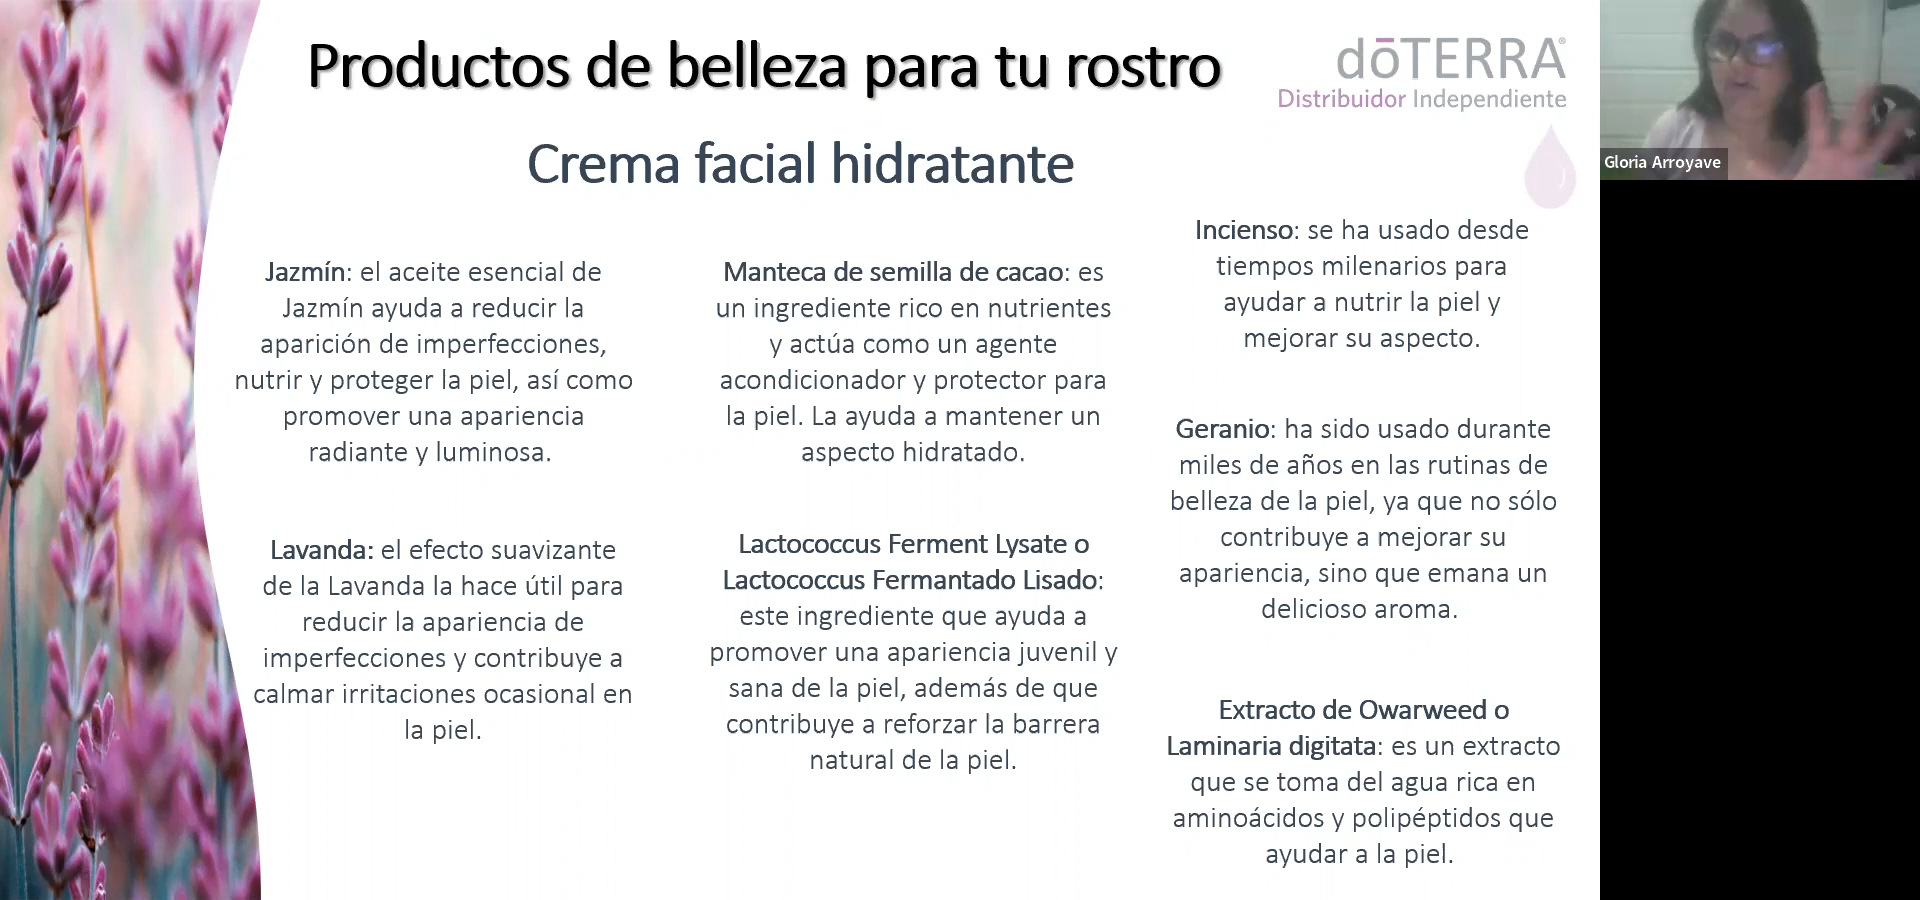 Productos de belleza para tu rostro
dōTERRA®
Distribuidor Independiente
Crema facial hidratante
Jazmín: el aceite esencial de
Jazmín ayuda a reducir la
aparición de imperfecciones,
nutrir y proteger la piel, así como
promover una apariencia
radiante y luminosa.
Lavanda: el efecto suavizante
de la Lavanda la hace útil para
reducir la apariencia de
imperfecciones y contribuye a
calmar irritaciones ocasional en
la piel.
Manteca de semilla de cacao: es
un ingrediente rico en nutrientes
y actúa como un agente
acondicionador y protector para
la piel. La ayuda a mantener un
aspecto hidratado.
Lactococcus Ferment Lysate o
Lactococcus Fermantado Lisado:
este ingrediente que ayuda a
promover una apariencia juvenil y
sana de la piel, además de que
contribuye a reforzar la barrera
natural de la piel.
Incienso: se ha usado desde
tiempos milenarios para
ayudar a nutrir la piel y
mejorar su aspecto.
Geranio: ha sido usado durante
miles de años en las rutinas de
belleza de la piel, ya que no sólo
contribuye a mejorar su
apariencia, sino que emana un
delicioso aroma.
Extracto de Owarweed o
Laminaria digitata: es un extracto
que se toma del agua rica en
aminoácidos y polipéptidos que
ayudar a la piel.
Gloria Arroyave